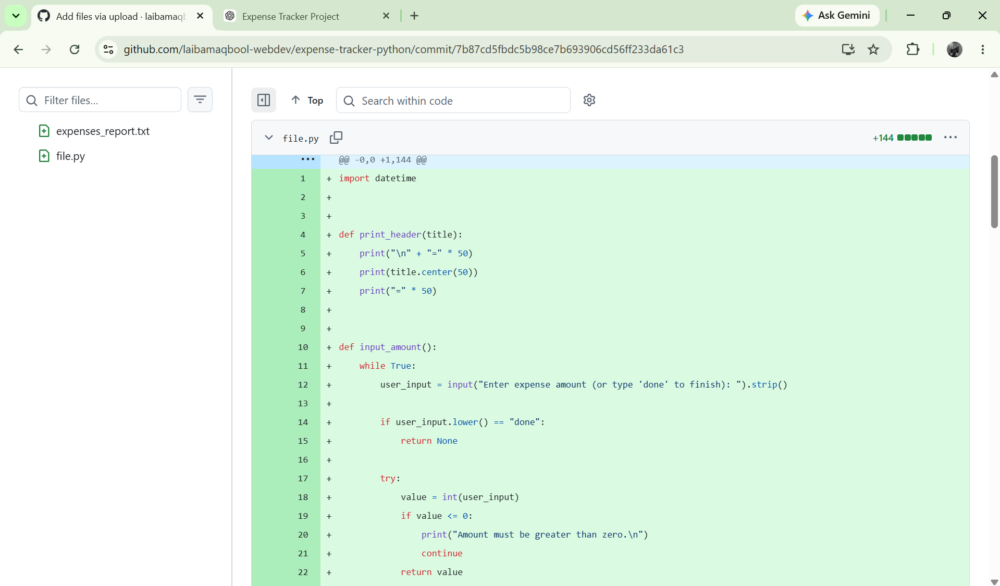 Add files via upload · laibamaqb
Expense Tracker Project
Ask Gemini
github.com/laibamaqbool-webdev/expense-tracker-python/commit/7b87cd5fbdc5b98ce7b693906cd56ff233da61c3
Filter files...
expenses_report.txt
file.py
Top
Search within code
file.py
+144
@@ -0,0 +1,144 @@
1 + import datetime
2 +
3 +
4 + def print_header(title):
5 +     print("\n" + "=" * 50)
6 +     print(title.center(50))
7 +     print("=" * 50)
8 +
9 +
10 + def input_amount():
11 +     while True:
12 +         user_input = input("Enter expense amount (or type 'done' to finish): ").strip()
13 +
14 +         if user_input.lower() == "done":
15 +             return None
16 +
17 +         try:
18 +             value = int(user_input)
19 +             if value <= 0:
20 +                 print("Amount must be greater than zero.\n")
21 +                 continue
22 +             return value